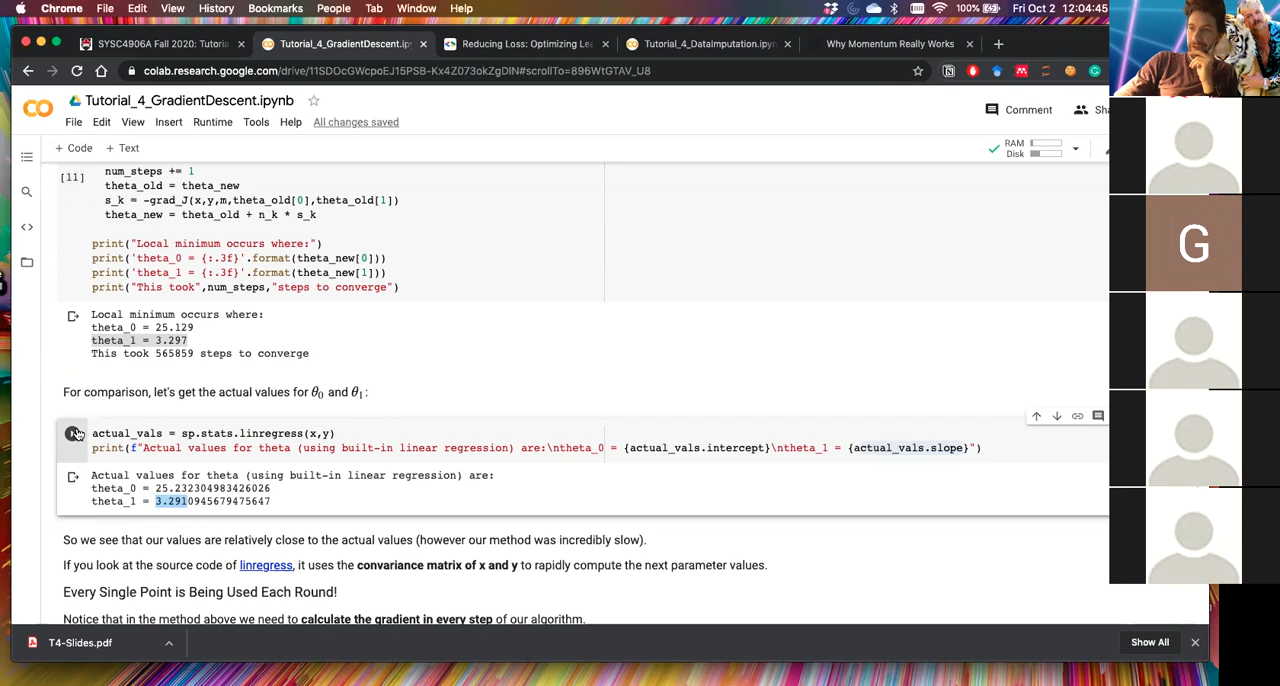 Chrome File Edit View History Bookmarks People Tab Window Help 100% Fri Oct 2 12:04:45
SYSC4906A Fall 2020: Tutoria Tutorial_4_GradientDescent.ip Reducing Loss: Optimizing Le Tutorial_4_DataImputation.ipyn Why Momentum Really Works
colab.research.google.com/drive/11SDOcGWcpoEJ15PSB-Kx4Z073okZgDIN#scrollTo=896WtGTAV_U8
Tutorial_4_GradientDescent.ipynb
Comment Sha
File Edit View Insert Runtime Tools Help All changes saved
+ Code + Text
RAM
Disk
num_steps += 1
[11]
theta_old = theta_new
s_k = -grad_J(x,y,m,theta_old[0],theta_old[1])
theta_new = theta_old + n_k * s_k
print("Local minimum occurs where:")
print('theta_0 = {:.3f}'.format(theta_new[0]))
print('theta_1 = {:.3f}'.format(theta_new[1]))
print("This took",num_steps,"steps to converge")
Local minimum occurs where:
theta_0 = 25.129
theta_1 = 3.297
This took 565859 steps to converge
For comparison, let's get the actual values for θ0 and θ1:
actual_vals = sp.stats.linregress(x,y)
print(f"Actual values for theta (using built-in linear regression) are:\ntheta_0 = {actual_vals.intercept}\ntheta_1 = {actual_vals.slope}")
Actual values for theta (using built-in linear regression) are:
theta_0 = 25.232304983426026
theta_1 = 3.2910945679475647
So we see that our values are relatively close to the actual values (however our method was incredibly slow).
If you look at the source code of linregress, it uses the convariance matrix of x and y to rapidly compute the next parameter values.
Every Single Point is Being Used Each Round!
Notice that in the method above we need to calculate the gradient in every step of our algorithm.
T4-Slides.pdf
Show All
G